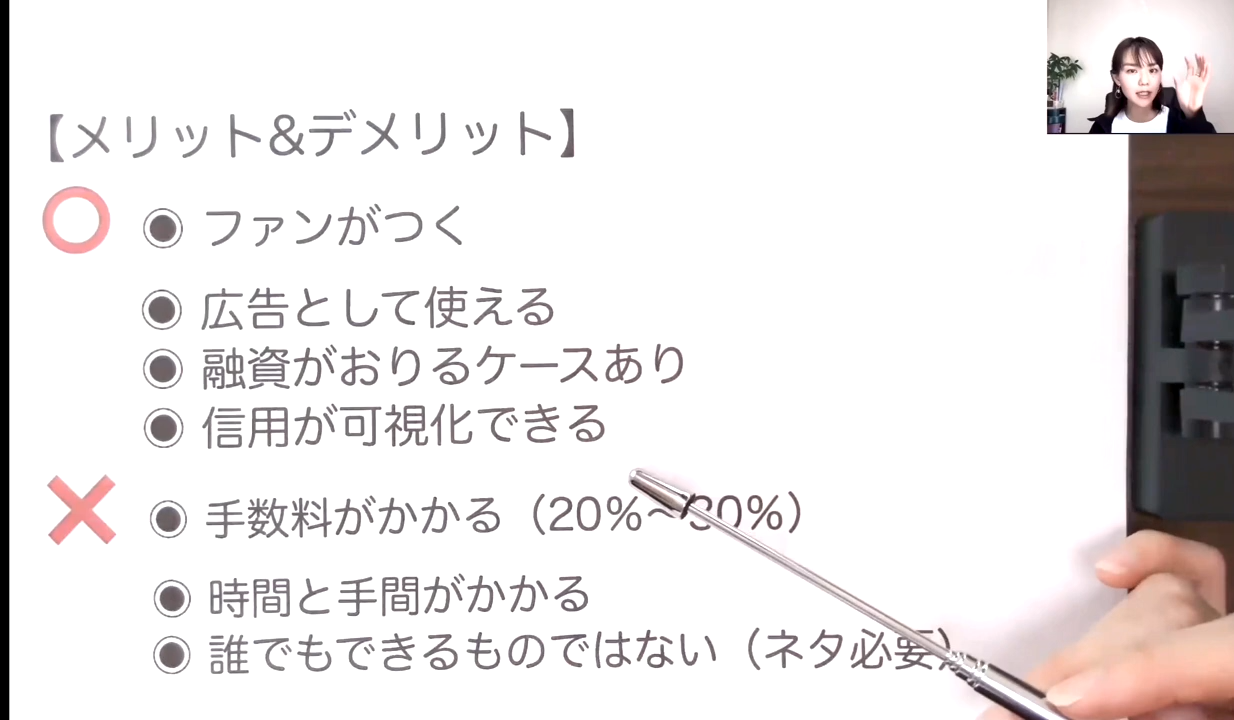 【メリット&デメリット】
ファンがつく
広告として使える
融資がおりるケースあり
信用が可視化できる
手数料がかかる（20%〜30%）
時間と手間がかかる
誰でもできるものではない（ネタ必要）